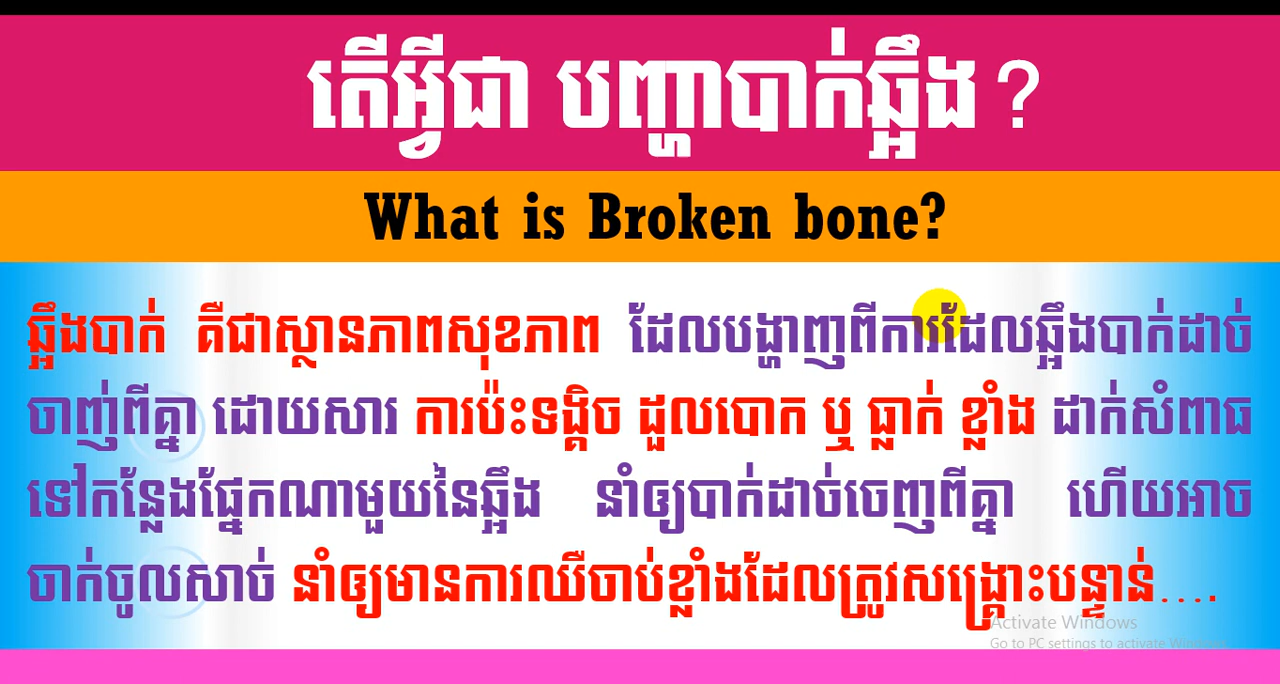 តើអ្វីជា បញ្ហាបាក់ឆ្អឹង ?
What is Broken bone?
ឆ្អឹងបាក់ គឺជាស្ថានភាពសុខភាព ដែលបង្ហាញពីការដែលឆ្អឹងបាក់ដាច់
ចាញ់ពីគ្នា ដោយសារ ការប៉ះទង្គិច ដួលបោក ឬ ធ្លាក់ ខ្លាំង ដាក់សំពាធ
ទៅកន្លែងផ្នែកណាមួយនៃឆ្អឹង នាំឲ្យបាក់ដាច់ចេញពីគ្នា ហើយអាច
ចាក់ចូលសាច់ នាំឲ្យមានការឈឺចាប់ខ្លាំងដែលត្រូវសង្គ្រោះបន្ទាន់....
Activate Windows
Go to PC settings to activate Windows.